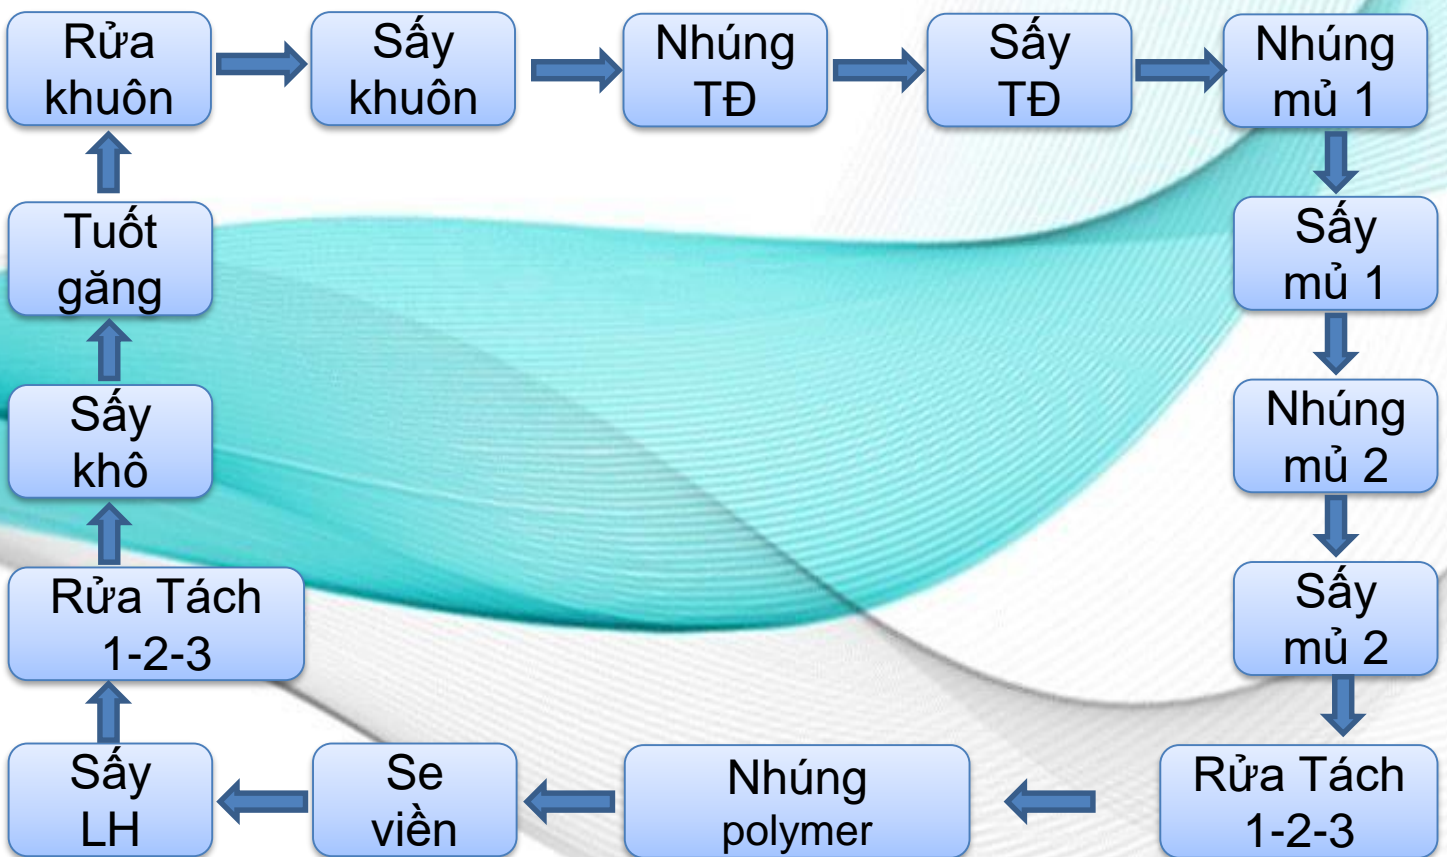 Rửa
khuôn
Sấy
khuôn
Nhúng
TĐ
Sấy
TĐ
Nhúng
mủ 1
Sấy
mủ 1
Nhúng
mủ 2
Sấy
mủ 2
Rửa Tách
1-2-3
Nhúng
polymer
Se
viền
Sấy
LH
Rửa Tách
1-2-3
Sấy
khô
Tuốt
găng